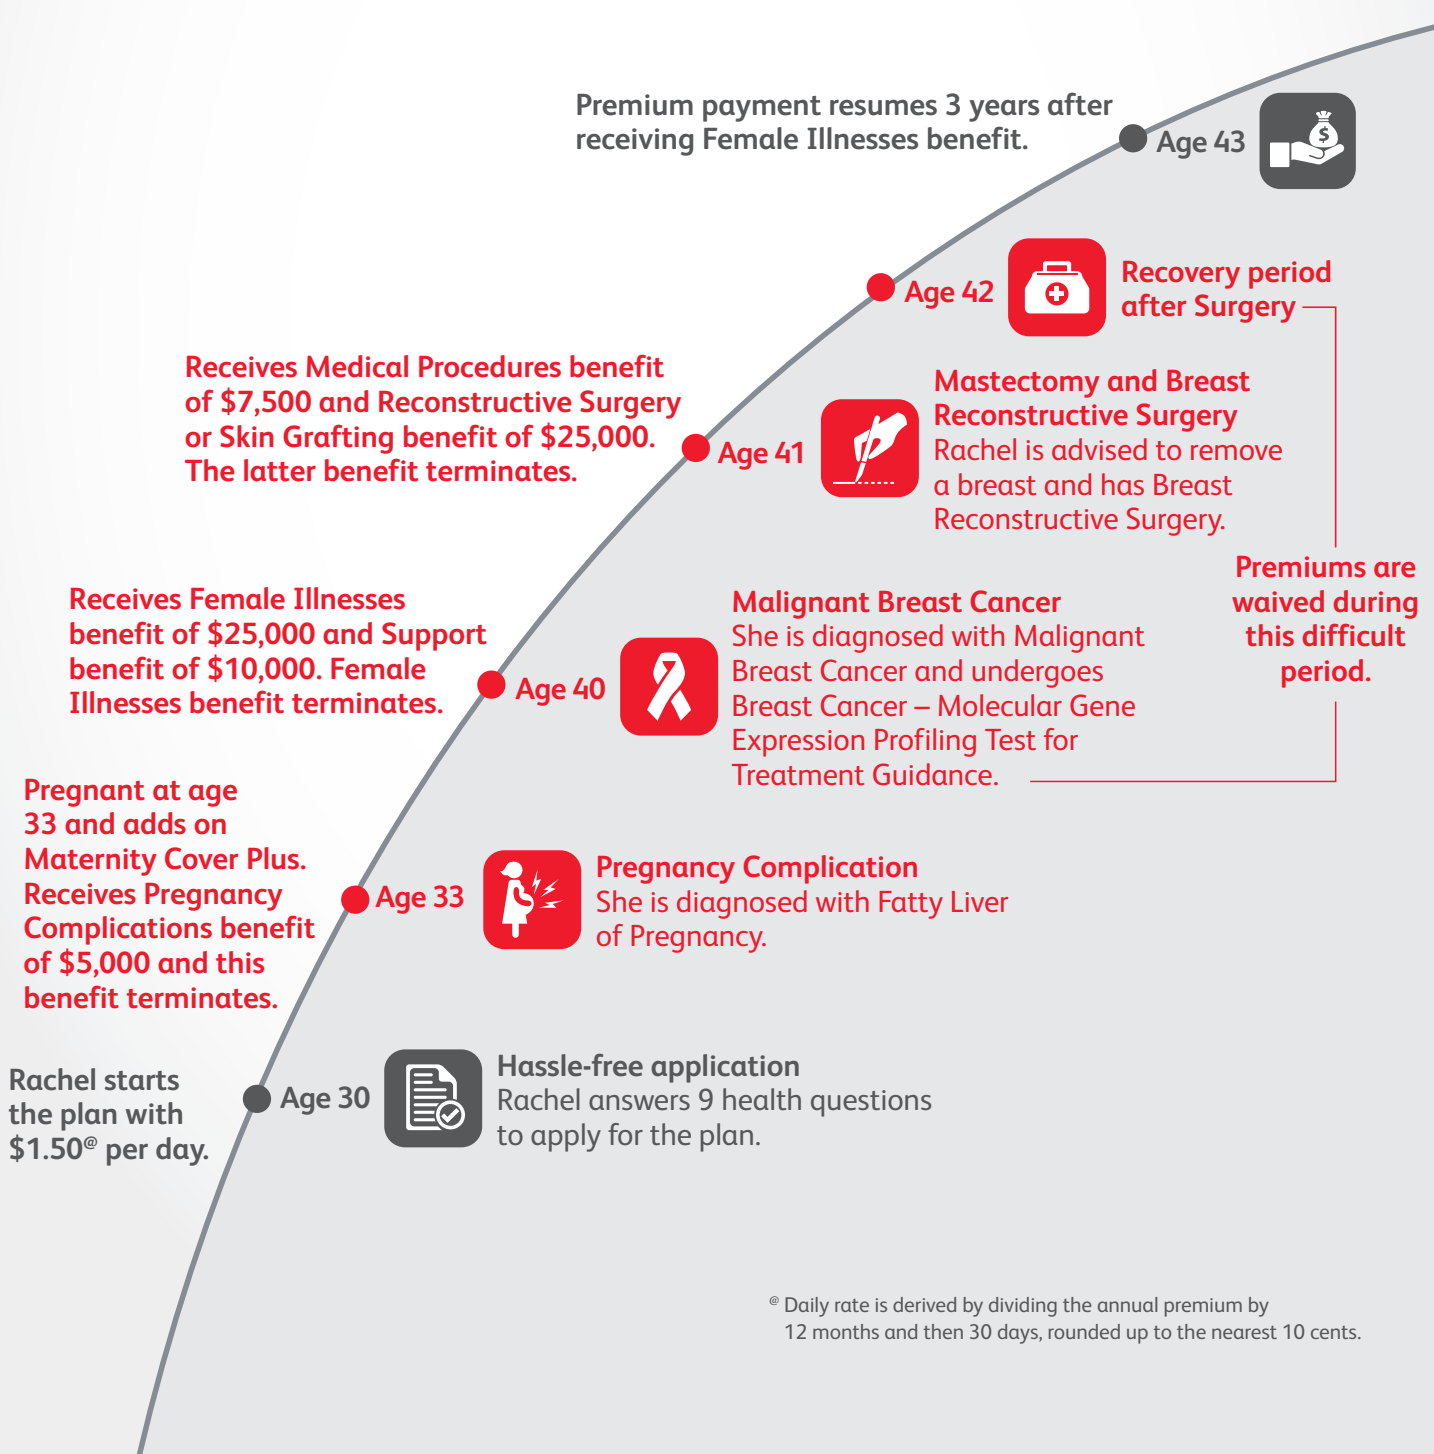 Premium payment resumes 3 years after
receiving Female Illnesses benefit.
Age 43
$
Age 42
Recovery period
after Surgery
Receives Medical Procedures benefit
of $7,500 and Reconstructive Surgery
or Skin Grafting benefit of $25,000.
The latter benefit terminates.
Age 41
Mastectomy and Breast
Reconstructive Surgery
Rachel is advised to remove
a breast and has Breast
Reconstructive Surgery.
Premiums are
waived during
this difficult
period.
Receives Female Illnesses
benefit of $25,000 and Support
benefit of $10,000. Female
Illnesses benefit terminates.
Age 40
Malignant Breast Cancer
She is diagnosed with Malignant
Breast Cancer and undergoes
Breast Cancer – Molecular Gene
Expression Profiling Test for
Treatment Guidance.
Pregnant at age
33 and adds on
Maternity Cover Plus.
Receives Pregnancy
Complications benefit
of $5,000 and this
benefit terminates.
Age 33
Pregnancy Complication
She is diagnosed with Fatty Liver
of Pregnancy.
Rachel starts
the plan with
$1.50@ per day.
Age 30
Hassle-free application
Rachel answers 9 health questions
to apply for the plan.
@ Daily rate is derived by dividing the annual premium by
12 months and then 30 days, rounded up to the nearest 10 cents.